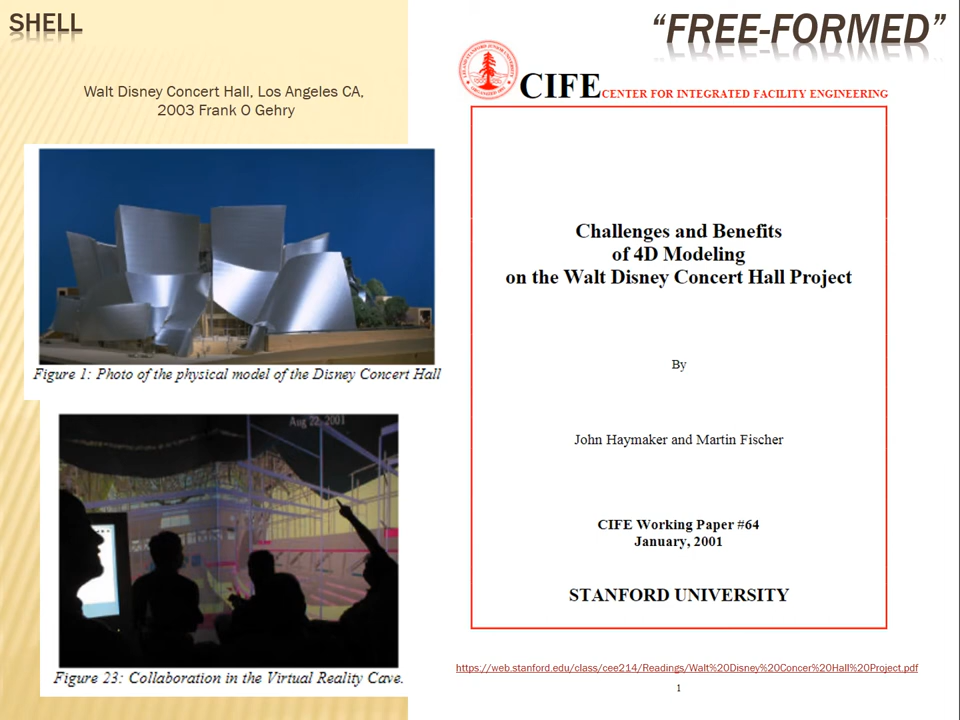 SHELL
"FREE-FORMED"
Walt Disney Concert Hall, Los Angeles CA,
2003 Frank O Gehry
Figure 1: Photo of the physical model of the Disney Concert Hall
Aug 22, 2001
Figure 23: Collaboration in the Virtual Reality Cave.
CIFE CENTER FOR INTEGRATED FACILITY ENGINEERING
Challenges and Benefits
of 4D Modeling
on the Walt Disney Concert Hall Project
By
John Haymaker and Martin Fischer
CIFE Working Paper #64
January, 2001
STANFORD UNIVERSITY
https://web.stanford.edu/class/cee214/Readings/Walt%20Disney%20Concer%20Hall%20Project.pdf
1